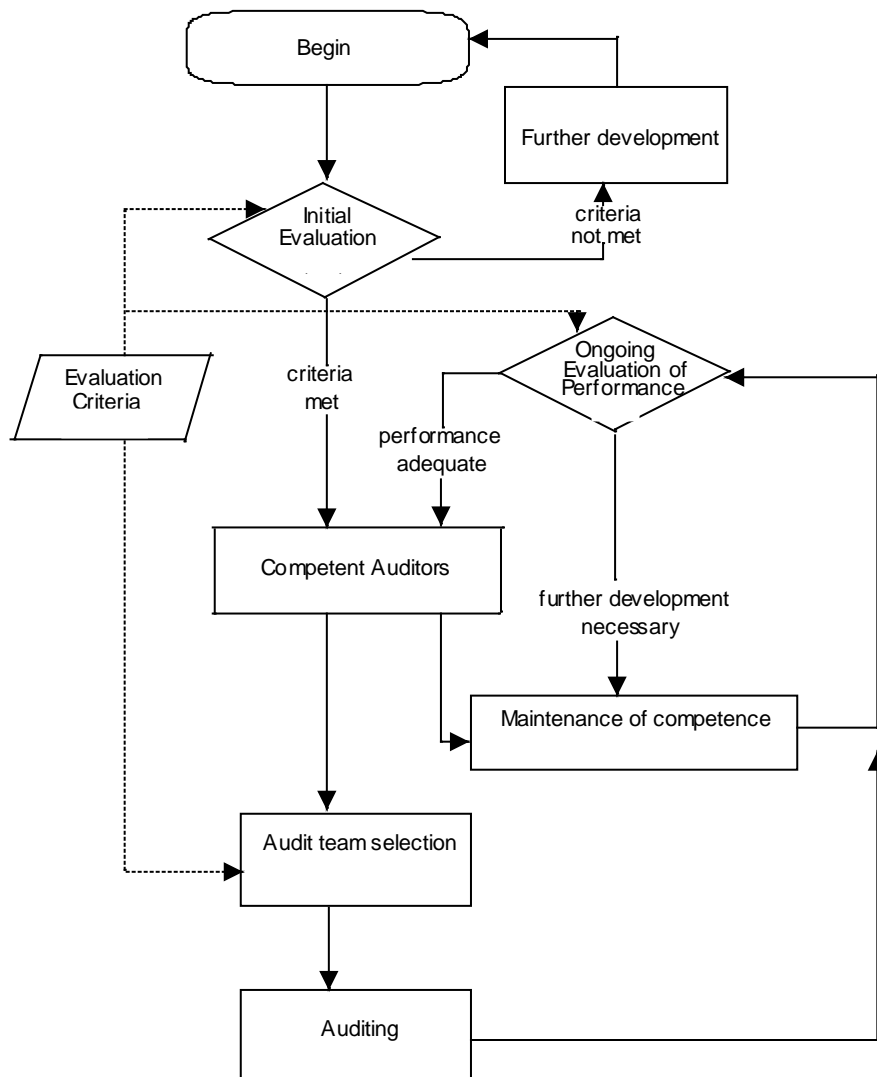 Begin
Further development
Initial
Evaluation
criteria
not met
Ongoing
Evaluation of
Performance
Evaluation
Criteria
criteria
met
performance
adequate
Competent Auditors
further development
necessary
Maintenance of competence
Audit team selection
Auditing